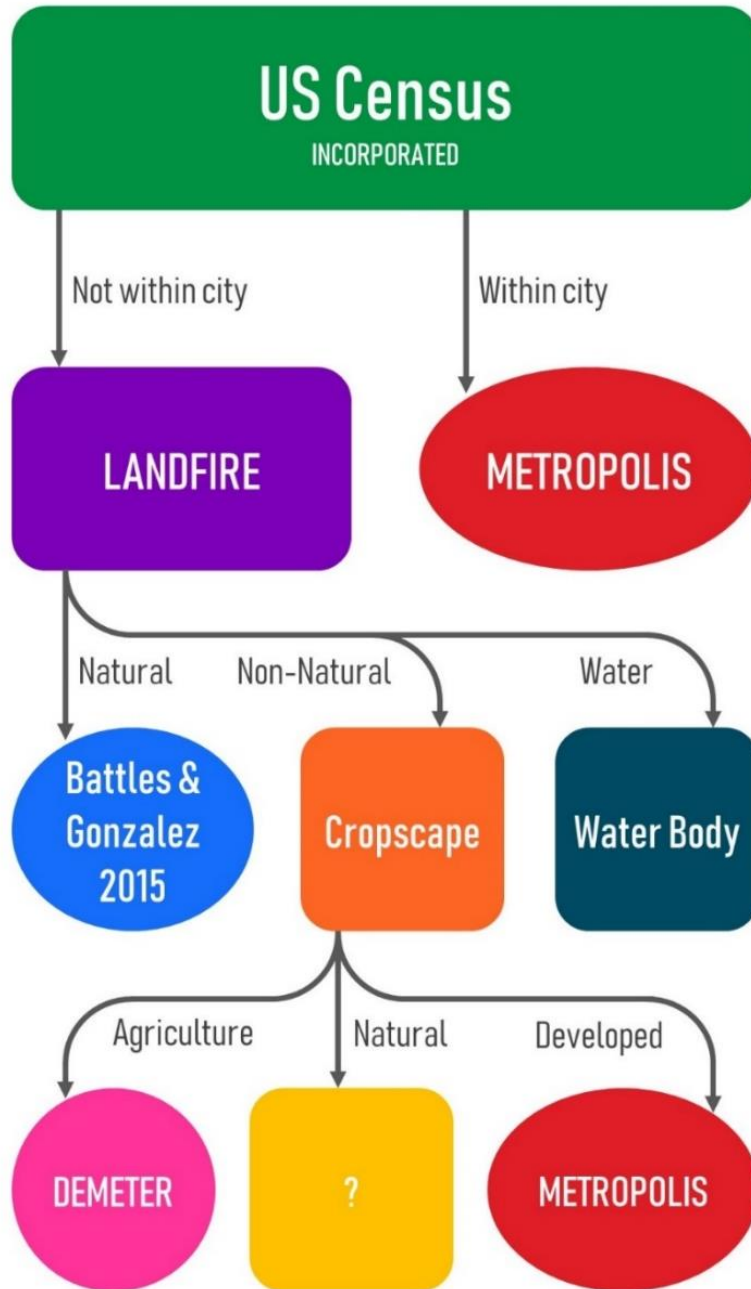 US Census
INCORPORATED
Not within city
Within city
LANDFIRE
METROPOLIS
Natural
Non-Natural
Water
Battles &
Gonzalez
2015
Cropscape
Water Body
Agriculture
Natural
Developed
DEMETER
?
METROPOLIS